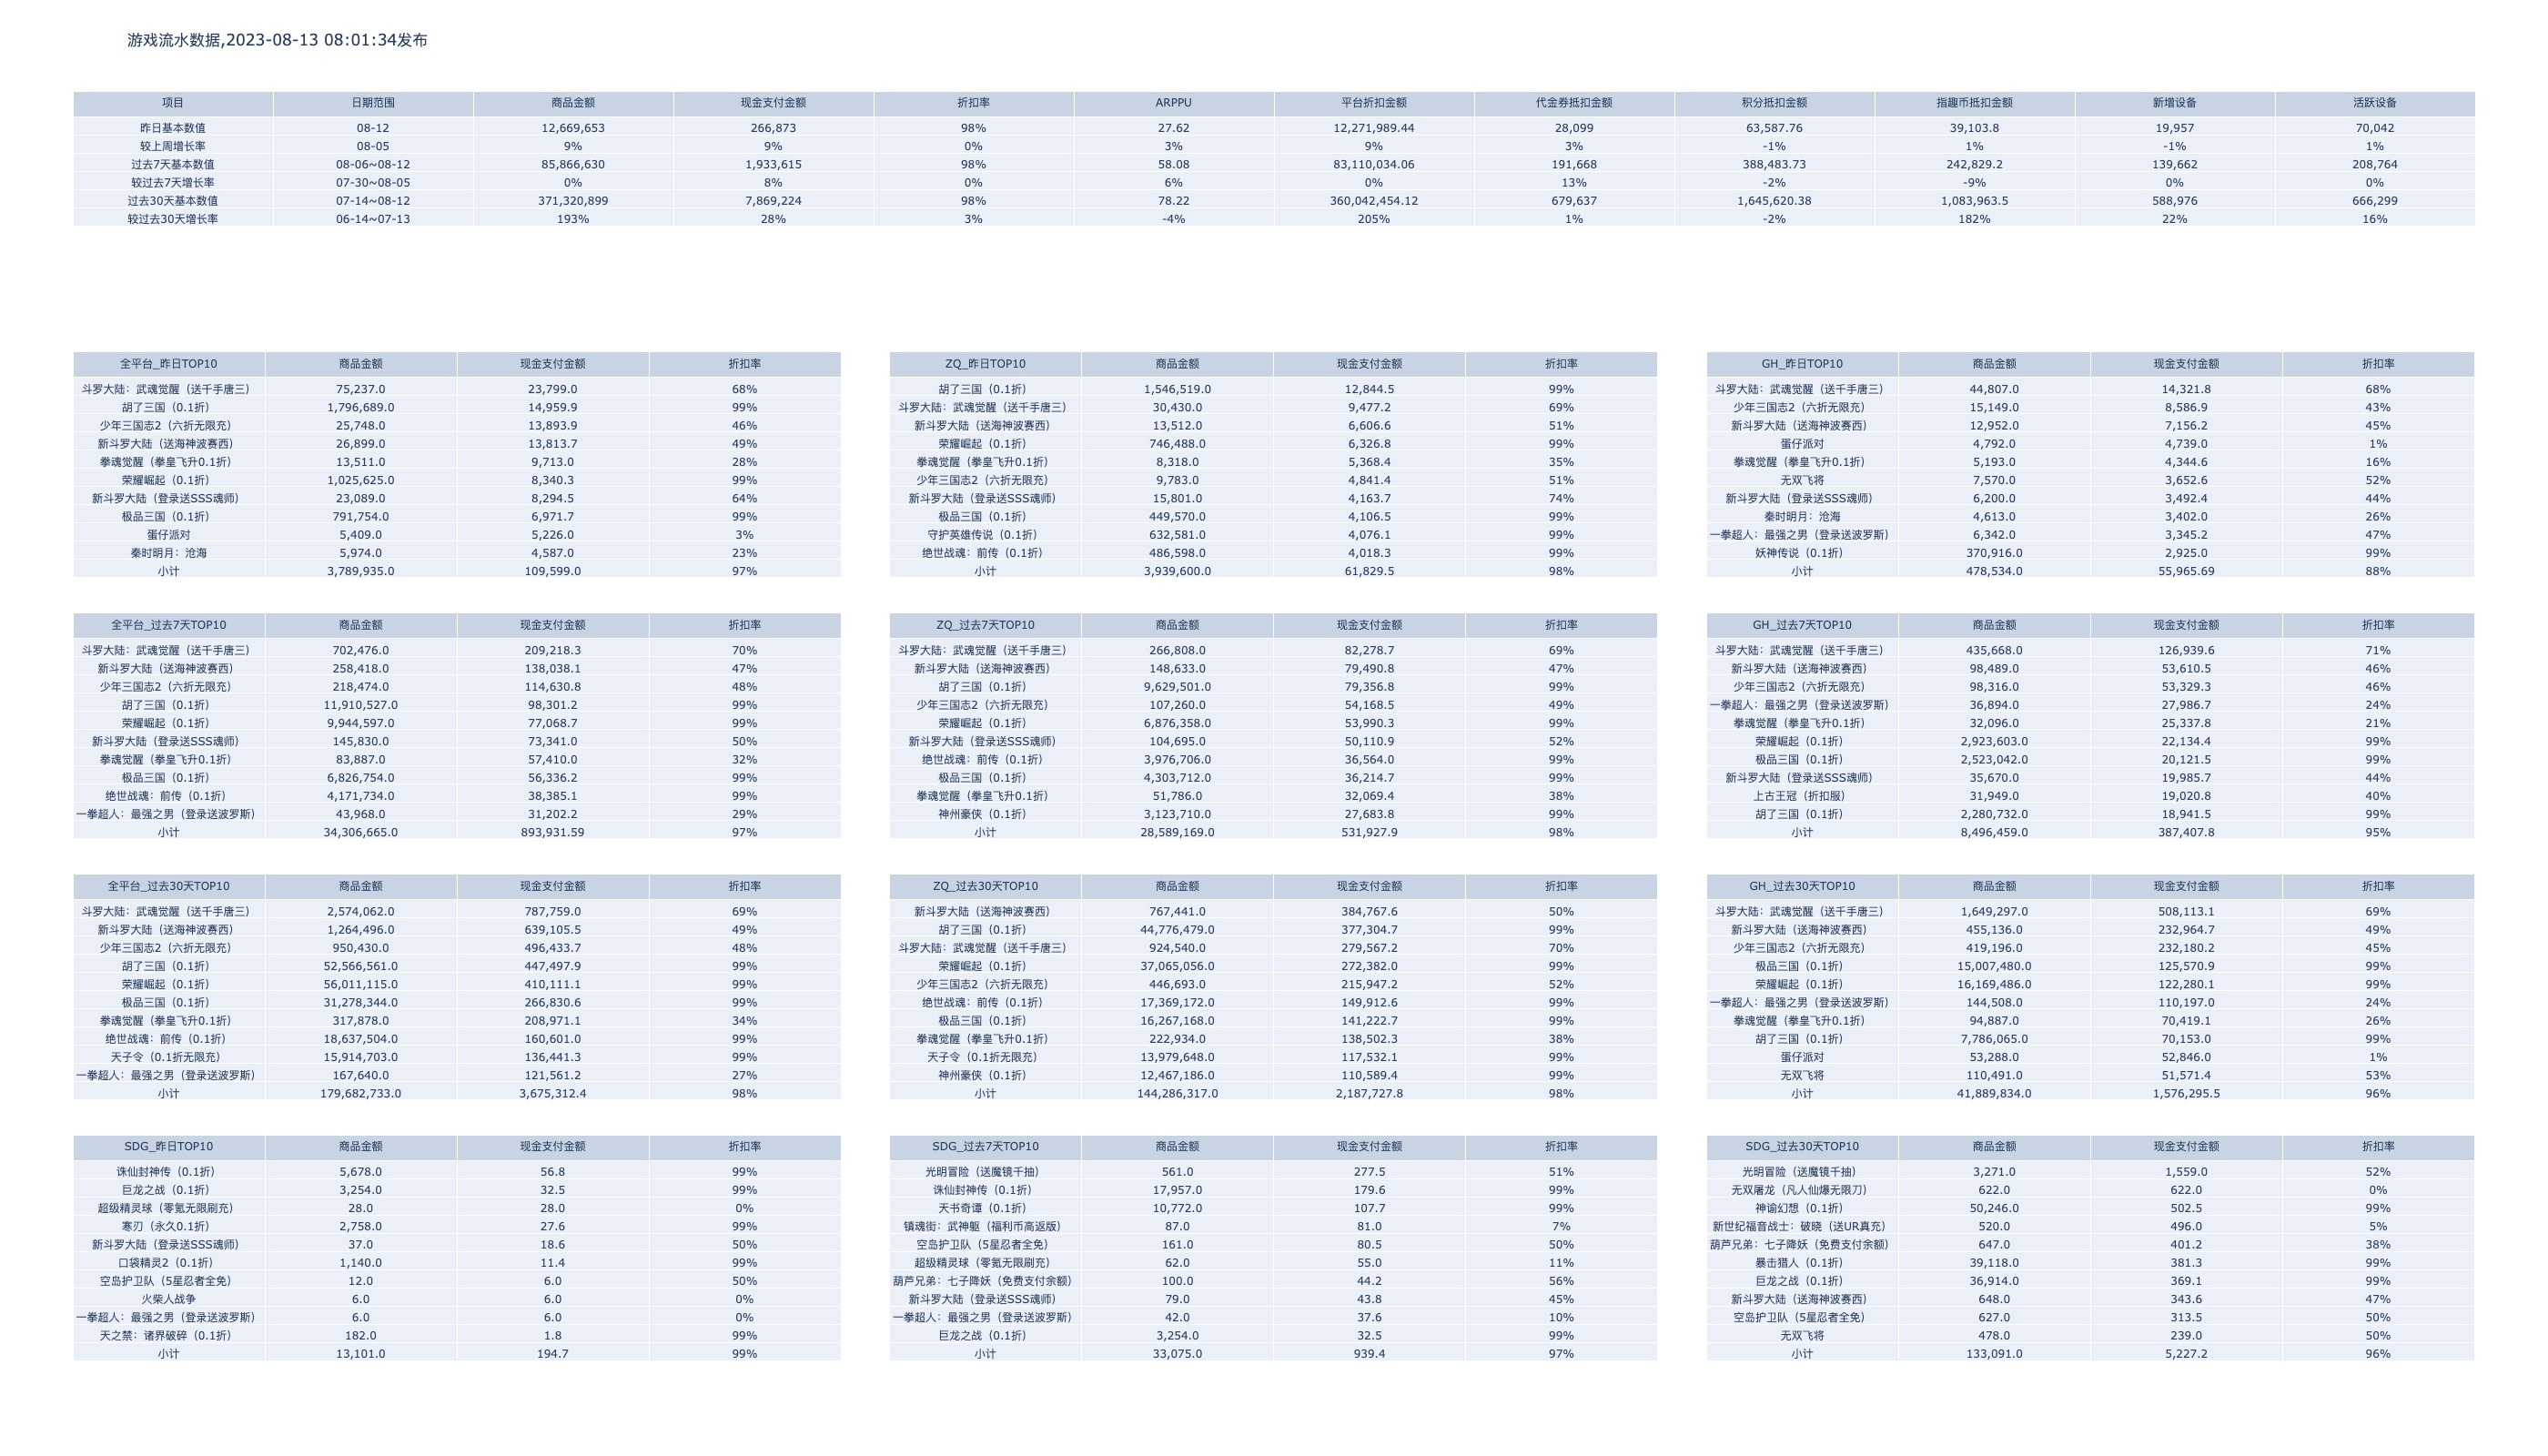 游戏流水数据,2023-08-13 08:01:34发布
项目 日期范围 商品金额 现金支付金额 折扣率 ARPPU 平台折扣金额 代金券抵扣金额 积分抵扣金额 指趣币抵扣金额 新增设备 活跃设备
昨日基本数值 08-12 12,669,653 266,873 98% 27.62 12,271,989.44 28,099 63,587.76 39,103.8 19,957 70,042
较上周增长率 08-05 9% 9% 0% 3% 9% 3% -1% 1% -1% 1%
过去7天基本数值 08-06~08-12 85,866,630 1,933,615 98% 58.08 83,110,034.06 191,668 388,483.73 242,829.2 139,662 208,764
较过去7天增长率 07-30~08-05 0% 8% 0% 6% 0% 13% -2% -9% 0% 0%
过去30天基本数值 07-14~08-12 371,320,899 7,869,224 98% 78.22 360,042,454.12 679,637 1,645,620.38 1,083,963.5 588,976 666,299
较过去30天增长率 06-14~07-13 193% 28% 3% -4% 205% 1% -2% 182% 22% 16%
全平台_昨日TOP10 商品金额 现金支付金额 折扣率
斗罗大陆：武魂觉醒（送千手唐三） 75,237.0 23,799.0 68%
胡了三国（0.1折） 1,796,689.0 14,959.9 99%
少年三国志2（六折无限充） 25,748.0 13,893.9 46%
新斗罗大陆（送海神波赛西） 26,899.0 13,813.7 49%
拳魂觉醒（拳皇飞升0.1折） 13,511.0 9,713.0 28%
荣耀崛起（0.1折） 1,025,625.0 8,340.3 99%
新斗罗大陆（登录送SSS魂师） 23,089.0 8,294.5 64%
极品三国（0.1折） 791,754.0 6,971.7 99%
蛋仔派对 5,409.0 5,226.0 3%
秦时明月：沧海 5,974.0 4,587.0 23%
小计 3,789,935.0 109,599.0 97%
ZQ_昨日TOP10 商品金额 现金支付金额 折扣率
胡了三国（0.1折） 1,546,519.0 12,844.5 99%
斗罗大陆：武魂觉醒（送千手唐三） 30,430.0 9,477.2 69%
新斗罗大陆（送海神波赛西） 13,512.0 6,606.6 51%
荣耀崛起（0.1折） 746,488.0 6,326.8 99%
拳魂觉醒（拳皇飞升0.1折） 8,318.0 5,368.4 35%
少年三国志2（六折无限充） 9,783.0 4,841.4 51%
新斗罗大陆（登录送SSS魂师） 15,801.0 4,163.7 74%
极品三国（0.1折） 449,570.0 4,106.5 99%
守护英雄传说（0.1折） 632,581.0 4,076.1 99%
绝世战魂：前传（0.1折） 486,598.0 4,018.3 99%
小计 3,939,600.0 61,829.5 98%
GH_昨日TOP10 商品金额 现金支付金额 折扣率
斗罗大陆：武魂觉醒（送千手唐三） 44,807.0 14,321.8 68%
少年三国志2（六折无限充） 15,149.0 8,586.9 43%
新斗罗大陆（送海神波赛西） 12,952.0 7,156.2 45%
蛋仔派对 4,792.0 4,739.0 1%
拳魂觉醒（拳皇飞升0.1折） 5,193.0 4,344.6 16%
无双飞将 7,570.0 3,652.6 52%
新斗罗大陆（登录送SSS魂师） 6,200.0 3,492.4 44%
秦时明月：沧海 4,613.0 3,402.0 26%
一拳超人：最强之男（登录送波罗斯） 6,342.0 3,345.2 47%
妖神传说（0.1折） 370,916.0 2,925.0 99%
小计 478,534.0 55,965.69 88%
全平台_过去7天TOP10 商品金额 现金支付金额 折扣率
斗罗大陆：武魂觉醒（送千手唐三） 702,476.0 209,218.3 70%
新斗罗大陆（送海神波赛西） 258,418.0 138,038.1 47%
少年三国志2（六折无限充） 218,474.0 114,630.8 48%
胡了三国（0.1折） 11,910,527.0 98,301.2 99%
荣耀崛起（0.1折） 9,944,597.0 77,068.7 99%
新斗罗大陆（登录送SSS魂师） 145,830.0 73,341.0 50%
拳魂觉醒（拳皇飞升0.1折） 83,887.0 57,410.0 32%
极品三国（0.1折） 6,826,754.0 56,336.2 99%
绝世战魂：前传（0.1折） 4,171,734.0 38,385.1 99%
一拳超人：最强之男（登录送波罗斯） 43,968.0 31,202.2 29%
小计 34,306,665.0 893,931.59 97%
ZQ_过去7天TOP10 商品金额 现金支付金额 折扣率
斗罗大陆：武魂觉醒（送千手唐三） 266,808.0 82,278.7 69%
新斗罗大陆（送海神波赛西） 148,633.0 79,490.8 47%
胡了三国（0.1折） 9,629,501.0 79,356.8 99%
少年三国志2（六折无限充） 107,260.0 54,168.5 49%
荣耀崛起（0.1折） 6,876,358.0 53,990.3 99%
新斗罗大陆（登录送SSS魂师） 104,695.0 50,110.9 52%
绝世战魂：前传（0.1折） 3,976,706.0 36,564.0 99%
极品三国（0.1折） 4,303,712.0 36,214.7 99%
拳魂觉醒（拳皇飞升0.1折） 51,786.0 32,069.4 38%
神州豪侠（0.1折） 3,123,710.0 27,683.8 99%
小计 28,589,169.0 531,927.9 98%
GH_过去7天TOP10 商品金额 现金支付金额 折扣率
斗罗大陆：武魂觉醒（送千手唐三） 435,668.0 126,939.6 71%
新斗罗大陆（送海神波赛西） 98,489.0 53,610.5 46%
少年三国志2（六折无限充） 98,316.0 53,329.3 46%
一拳超人：最强之男（登录送波罗斯） 36,894.0 27,986.7 24%
拳魂觉醒（拳皇飞升0.1折） 32,096.0 25,337.8 21%
荣耀崛起（0.1折） 2,923,603.0 22,134.4 99%
极品三国（0.1折） 2,523,042.0 20,121.5 99%
新斗罗大陆（登录送SSS魂师） 35,670.0 19,985.7 44%
上古王冠（折扣服） 31,949.0 19,020.8 40%
胡了三国（0.1折） 2,280,732.0 18,941.5 99%
小计 8,496,459.0 387,407.8 95%
全平台_过去30天TOP10 商品金额 现金支付金额 折扣率
斗罗大陆：武魂觉醒（送千手唐三） 2,574,062.0 787,759.0 69%
新斗罗大陆（送海神波赛西） 1,264,496.0 639,105.5 49%
少年三国志2（六折无限充） 950,430.0 496,433.7 48%
胡了三国（0.1折） 52,566,561.0 447,497.9 99%
荣耀崛起（0.1折） 56,011,115.0 410,111.1 99%
极品三国（0.1折） 31,278,344.0 266,830.6 99%
拳魂觉醒（拳皇飞升0.1折） 317,878.0 208,971.1 34%
绝世战魂：前传（0.1折） 18,637,504.0 160,601.0 99%
天子令（0.1折无限充） 15,914,703.0 136,441.3 99%
一拳超人：最强之男（登录送波罗斯） 167,640.0 121,561.2 27%
小计 179,682,733.0 3,675,312.4 98%
ZQ_过去30天TOP10 商品金额 现金支付金额 折扣率
新斗罗大陆（送海神波赛西） 767,441.0 384,767.6 50%
胡了三国（0.1折） 44,776,479.0 377,304.7 99%
斗罗大陆：武魂觉醒（送千手唐三） 924,540.0 279,567.2 70%
荣耀崛起（0.1折） 37,065,056.0 272,382.0 99%
少年三国志2（六折无限充） 446,693.0 215,947.2 52%
绝世战魂：前传（0.1折） 17,369,172.0 149,912.6 99%
极品三国（0.1折） 16,267,168.0 141,222.7 99%
拳魂觉醒（拳皇飞升0.1折） 222,934.0 138,502.3 38%
天子令（0.1折无限充） 13,979,648.0 117,532.1 99%
神州豪侠（0.1折） 12,467,186.0 110,589.4 99%
小计 144,286,317.0 2,187,727.8 98%
GH_过去30天TOP10 商品金额 现金支付金额 折扣率
斗罗大陆：武魂觉醒（送千手唐三） 1,649,297.0 508,113.1 69%
新斗罗大陆（送海神波赛西） 455,136.0 232,964.7 49%
少年三国志2（六折无限充） 419,196.0 232,180.2 45%
极品三国（0.1折） 15,007,480.0 125,570.9 99%
荣耀崛起（0.1折） 16,169,486.0 122,280.1 99%
一拳超人：最强之男（登录送波罗斯） 144,508.0 110,197.0 24%
拳魂觉醒（拳皇飞升0.1折） 94,887.0 70,419.1 26%
胡了三国（0.1折） 7,786,065.0 70,153.0 99%
蛋仔派对 53,288.0 52,846.0 1%
无双飞将 110,491.0 51,571.4 53%
小计 41,889,834.0 1,576,295.5 96%
SDG_昨日TOP10 商品金额 现金支付金额 折扣率
诛仙封神传（0.1折） 5,678.0 56.8 99%
巨龙之战（0.1折） 3,254.0 32.5 99%
超级精灵球（零氪无限刷充） 28.0 28.0 0%
寒刃（永久0.1折） 2,758.0 27.6 99%
新斗罗大陆（登录送SSS魂师） 37.0 18.6 50%
口袋精灵2（0.1折） 1,140.0 11.4 99%
空岛护卫队（5星忍者全免） 12.0 6.0 50%
火柴人战争 6.0 6.0 0%
一拳超人：最强之男（登录送波罗斯） 6.0 6.0 0%
天之禁：诸界破碎（0.1折） 182.0 1.8 99%
小计 13,101.0 194.7 99%
SDG_过去7天TOP10 商品金额 现金支付金额 折扣率
光明冒险（送魔镜千抽） 561.0 277.5 51%
诛仙封神传（0.1折） 17,957.0 179.6 99%
天书奇谭（0.1折） 10,772.0 107.7 99%
镇魂街：武神躯（福利币高返版） 87.0 81.0 7%
空岛护卫队（5星忍者全免） 161.0 80.5 50%
超级精灵球（零氪无限刷充） 62.0 55.0 11%
葫芦兄弟：七子降妖（免费支付余额） 100.0 44.2 56%
新斗罗大陆（登录送SSS魂师） 79.0 43.8 45%
一拳超人：最强之男（登录送波罗斯） 42.0 37.6 10%
巨龙之战（0.1折） 3,254.0 32.5 99%
小计 33,075.0 939.4 97%
SDG_过去30天TOP10 商品金额 现金支付金额 折扣率
光明冒险（送魔镜千抽） 3,271.0 1,559.0 52%
无双屠龙（凡人仙爆无限刀） 622.0 622.0 0%
神谕幻想（0.1折） 50,246.0 502.5 99%
新世纪福音战士：破晓（送UR真充） 520.0 496.0 5%
葫芦兄弟：七子降妖（免费支付余额） 647.0 401.2 38%
暴击猎人（0.1折） 39,118.0 381.3 99%
巨龙之战（0.1折） 36,914.0 369.1 99%
新斗罗大陆（送海神波赛西） 648.0 343.6 47%
空岛护卫队（5星忍者全免） 627.0 313.5 50%
无双飞将 478.0 239.0 50%
小计 133,091.0 5,227.2 96%